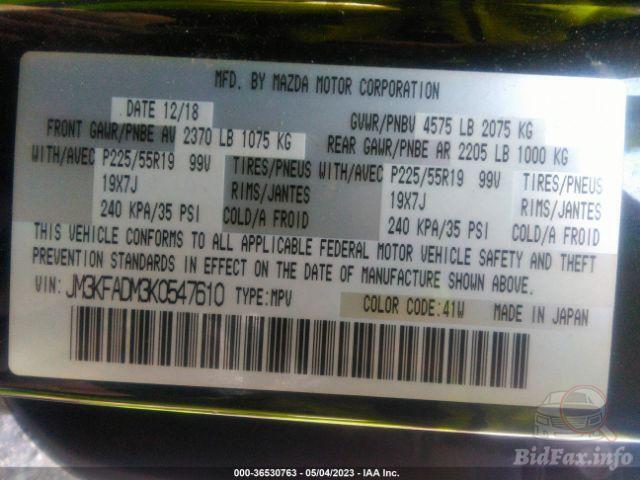 MFD. BY MAZDA MOTOR CORPORATION
DATE 12/18 GVWR/PNBV 4575 LB 2075 KG
FRONT GAWR/PNBE AV 2370 LB 1075 KG REAR GAWR/PNBE AR 2205 LB 1000 KG
WITH/AVEC P225/55R19 99V TIRES/PNEUS WITH/AVEC P225/55R19 99V TIRES/PNEUS
19X7J RIMS/JANTES 19X7J RIMS/JANTES
240 KPA/35 PSI COLD/A FROID 240 KPA/35 PSI COLD/A FROID
THIS VEHICLE CONFORMS TO ALL APPLICABLE FEDERAL MOTOR VEHICLE SAFETY AND THEFT
PREVENTION STANDARDS IN EFFECT ON THE DATE OF MANUFACTURE SHOWN ABOVE.
VIN: JM3KFADM3K0547610 TYPE:MPV COLOR CODE:41W MADE IN JAPAN
BidFax.info
000-36530763 - 05/04/2023 - IAA Inc.